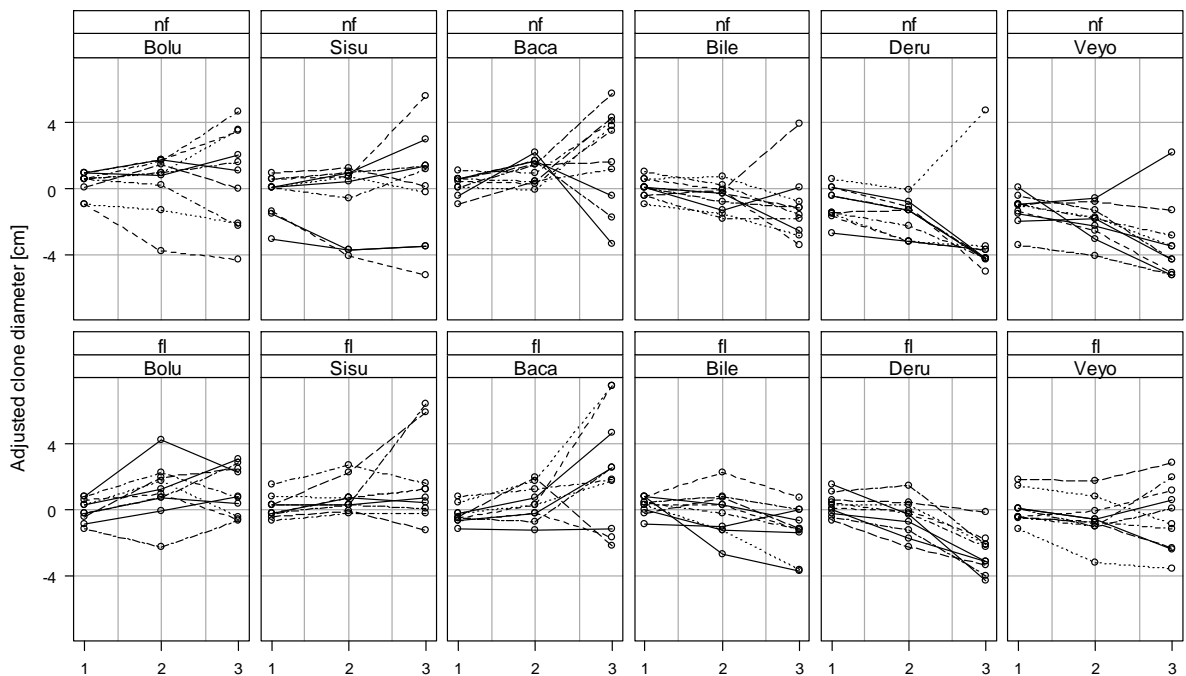 nf nf nf nf nf nf
Bolu Sisu Baca Bile Deru Veyo
4
0
-4
fl fl fl fl fl fl
Bolu Sisu Baca Bile Deru Veyo
4
0
-4
1 2 3 1 2 3 1 2 3 1 2 3 1 2 3 1 2 3
Adjusted clone diameter [cm]